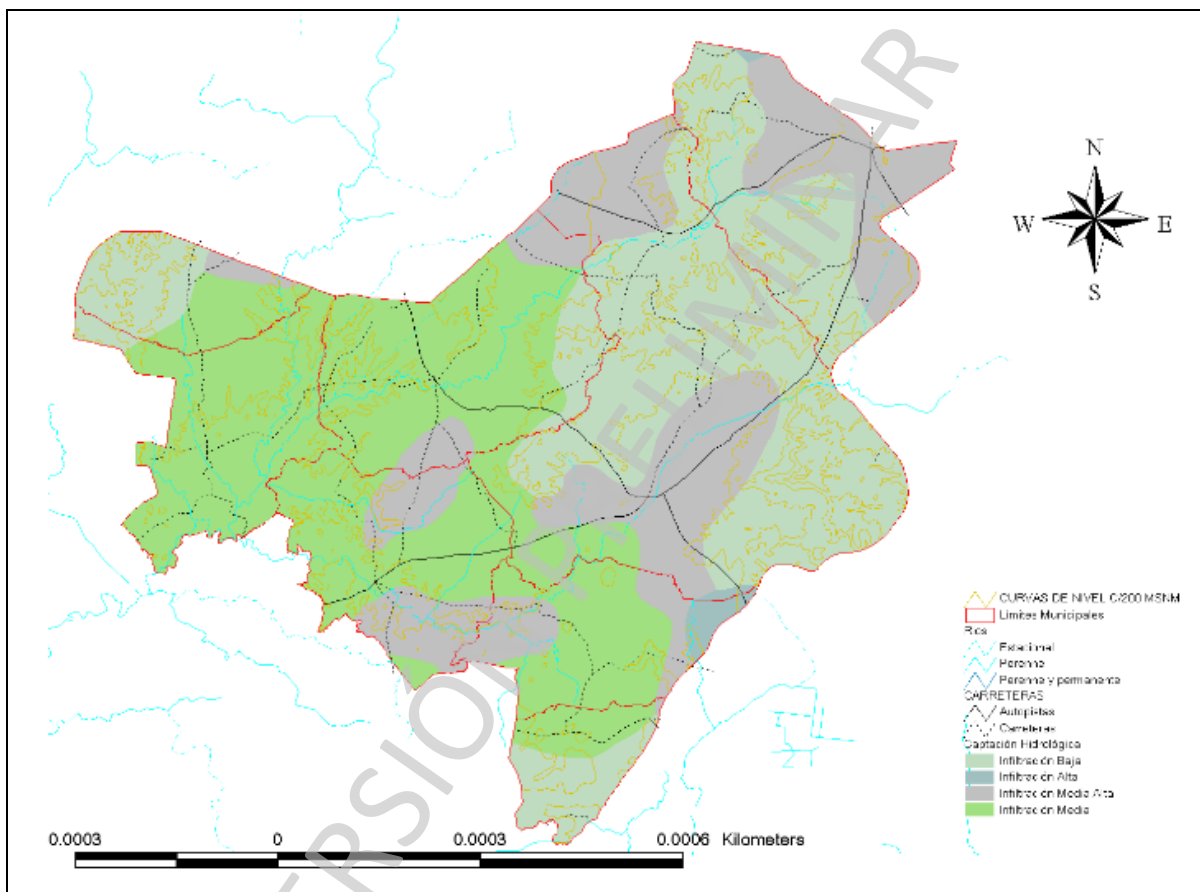 N
W E
S
CURVAS DE NIVEL C/200 MSNM
Limites Municipales
Rios
Estacional
Perenne
Perenne y permanente
CARRETERAS
Autopistas
Carreteras
Captación Hidrológica
Infiltración Baja
Infiltración Alta
Infiltración Media Alta
Infiltración Media
0.0003 0 0.0003 0.0006 Kilometers
VERSION PRELIMINAR